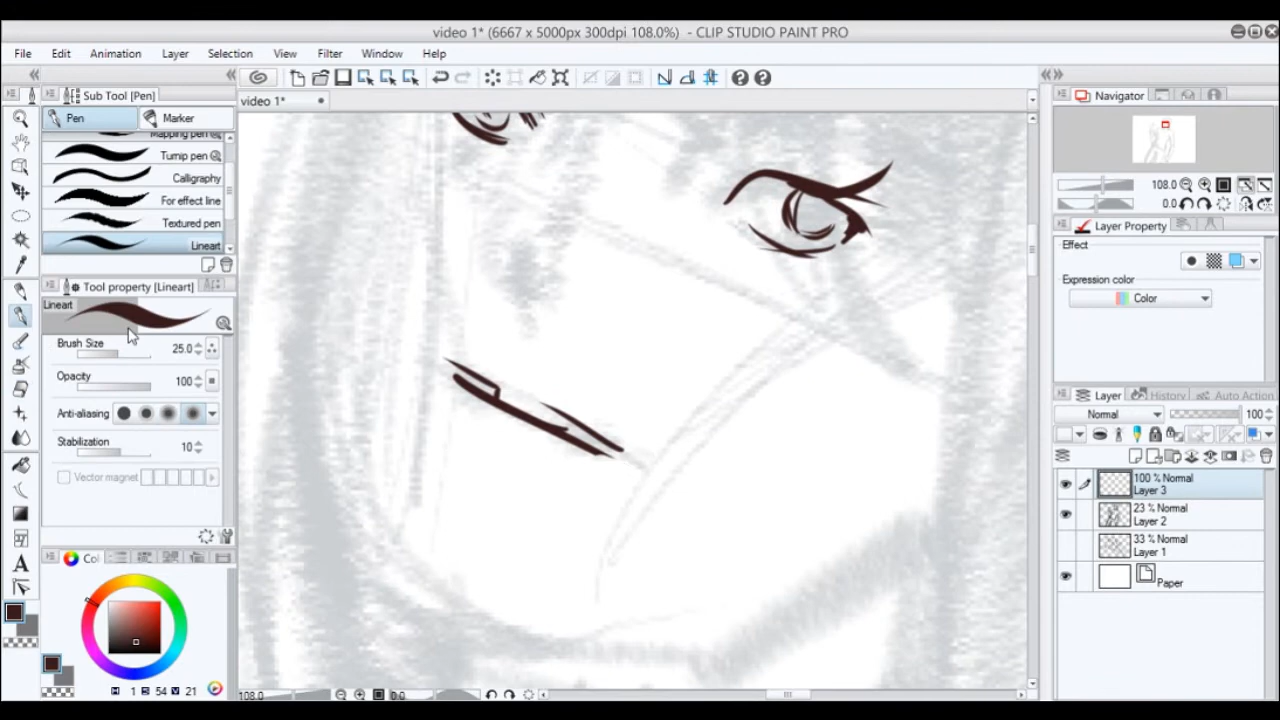 video 1* (6667 x 5000px 300dpi 108.0%) - CLIP STUDIO PAINT PRO
File Edit Animation Layer Selection View Filter Window Help
Sub Tool [Pen]
video 1*
Navigator
Pen Marker
Mapping pen
Turnip pen
Calligraphy
For effect line
Textured pen
Lineart
108.0
0.0
Layer Property
Effect
Expression color
Color
Tool property [Lineart]
Lineart
Brush Size 25.0
Opacity 100
Anti-aliasing
Stabilization 10
Vector magnet
Layer History Auto Action
Normal 100
100 % Normal
Layer 3
23 % Normal
Layer 2
33 % Normal
Layer 1
Paper
Col
H 1 S 54 V 21
108.0 0.0